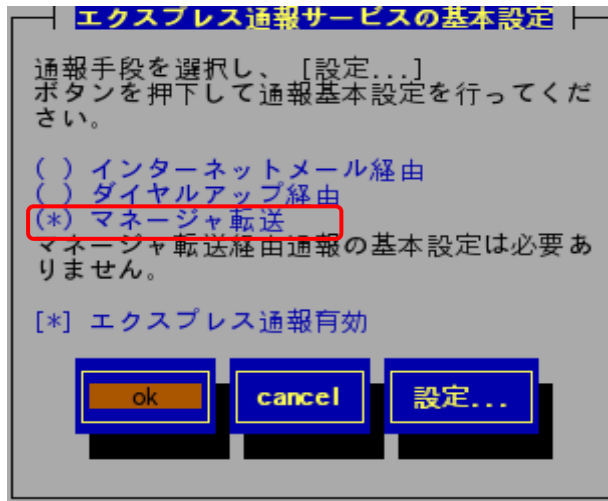 エクスプレス通報サービスの基本設定
通報手段を選択し、 [設定...]
ボタンを押下して通報基本設定を行ってくだ
さい。
( ) インターネットメール経由
( ) ダイヤルアップ経由
(*) マネージャ転送
マネージャ転送経由通報の基本設定は必要あ
りません。
[*] エクスプレス通報有効
ok cancel 設定...